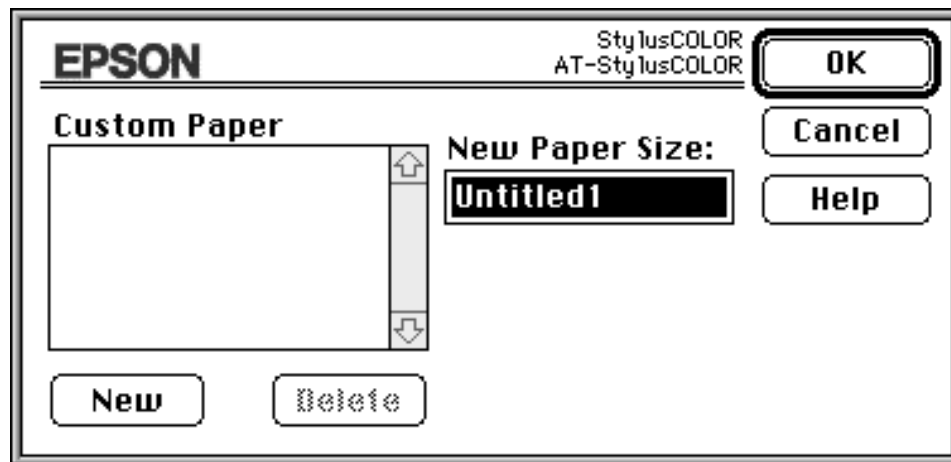 EPSON
StylusCOLOR
AT-StylusCOLOR
OK
Custom Paper
New Paper Size:
Cancel
Untitled1
Help
New
Delete